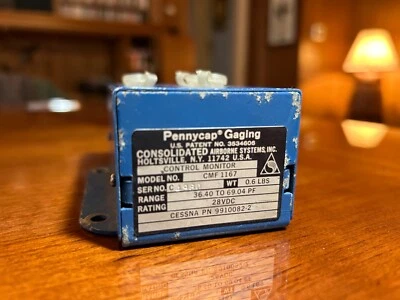 Pennycap® Gaging
U.S. PATENT NO. 3634606
CONSOLIDATED AIRBORNE SYSTEMS, INC.
HOLTSVILLE, N.Y. 11742 U.S.A.
CONTROL MONITOR
MODEL NO. CMF 1167
SER NO. WT 0.6 LBS
RANGE 36.40 TO 69.04 PF
RATING 28VDC
CESSNA PN 9910082-2